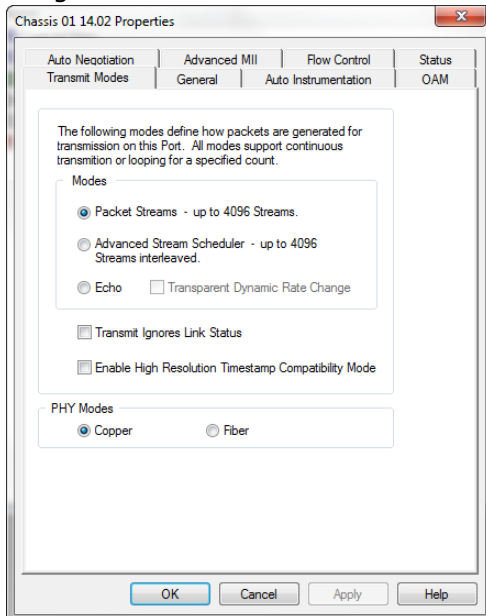 Chassis 01 14.02 Properties
Auto Negotiation Advanced MII Flow Control Status
Transmit Modes General Auto Instrumentation OAM
The following modes define how packets are generated for
transmission on this Port. All modes support continuous
transmition or looping for a specified count.
Modes
Packet Streams - up to 4096 Streams.
Advanced Stream Scheduler - up to 4096
Streams interleaved.
Echo Transparent Dynamic Rate Change
Transmit Ignores Link Status
Enable High Resolution Timestamp Compatibility Mode
PHY Modes
Copper Fiber
OK Cancel Apply Help